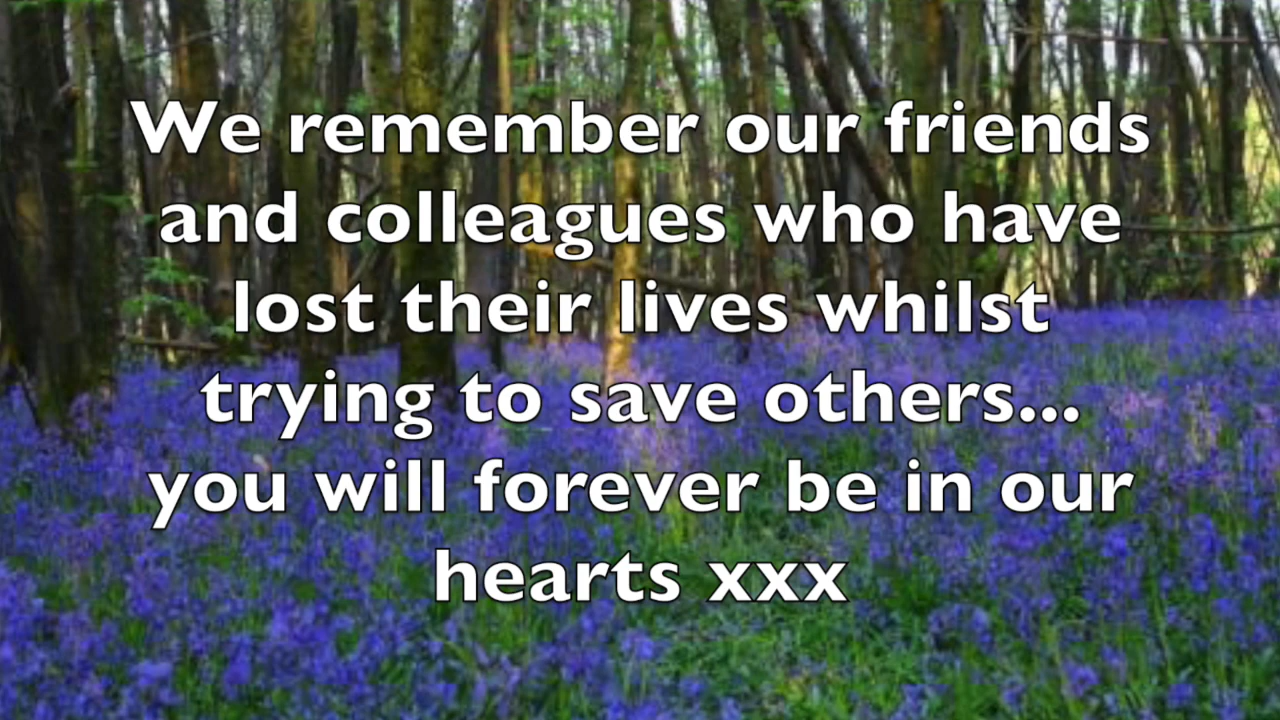 We remember our friends
and colleagues who have
lost their lives whilst
trying to save others...
you will forever be in our
hearts xxx